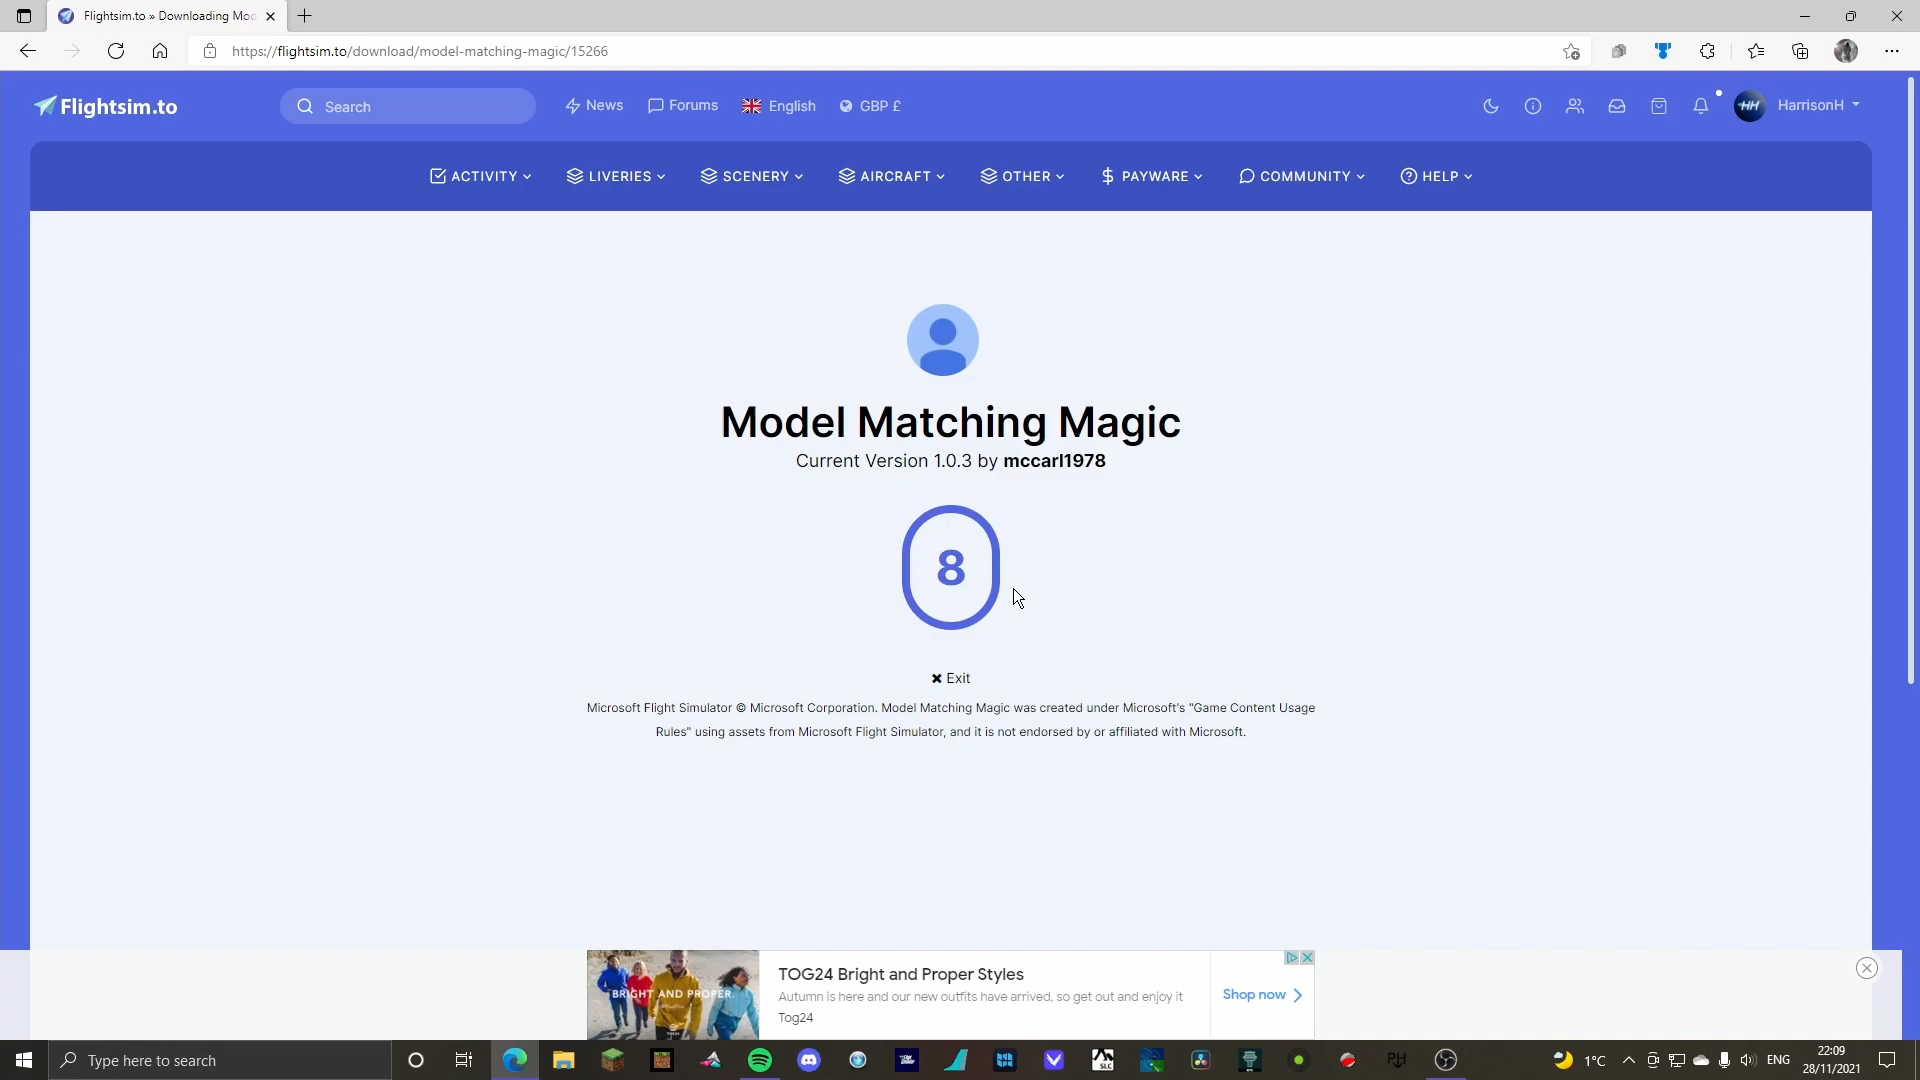 Flightsim.to » Downloading Moc
https://flightsim.to/download/model-matching-magic/15266
Flightsim.to
Search
News
Forums
English
GBP £
HH
HarrisonH
ACTIVITY
LIVERIES
SCENERY
AIRCRAFT
OTHER
PAYWARE
COMMUNITY
HELP
Model Matching Magic
Current Version 1.0.3 by mccarl1978
8
Exit
Microsoft Flight Simulator © Microsoft Corporation. Model Matching Magic was created under Microsoft's "Game Content Usage
Rules" using assets from Microsoft Flight Simulator, and it is not endorsed by or affiliated with Microsoft.
BRIGHT AND PROPER.
TOG24 Bright and Proper Styles
Autumn is here and our new outfits have arrived, so get out and enjoy it
Tog24
Shop now
Type here to search
SLC
1°C
ENG
22:09
28/11/2021